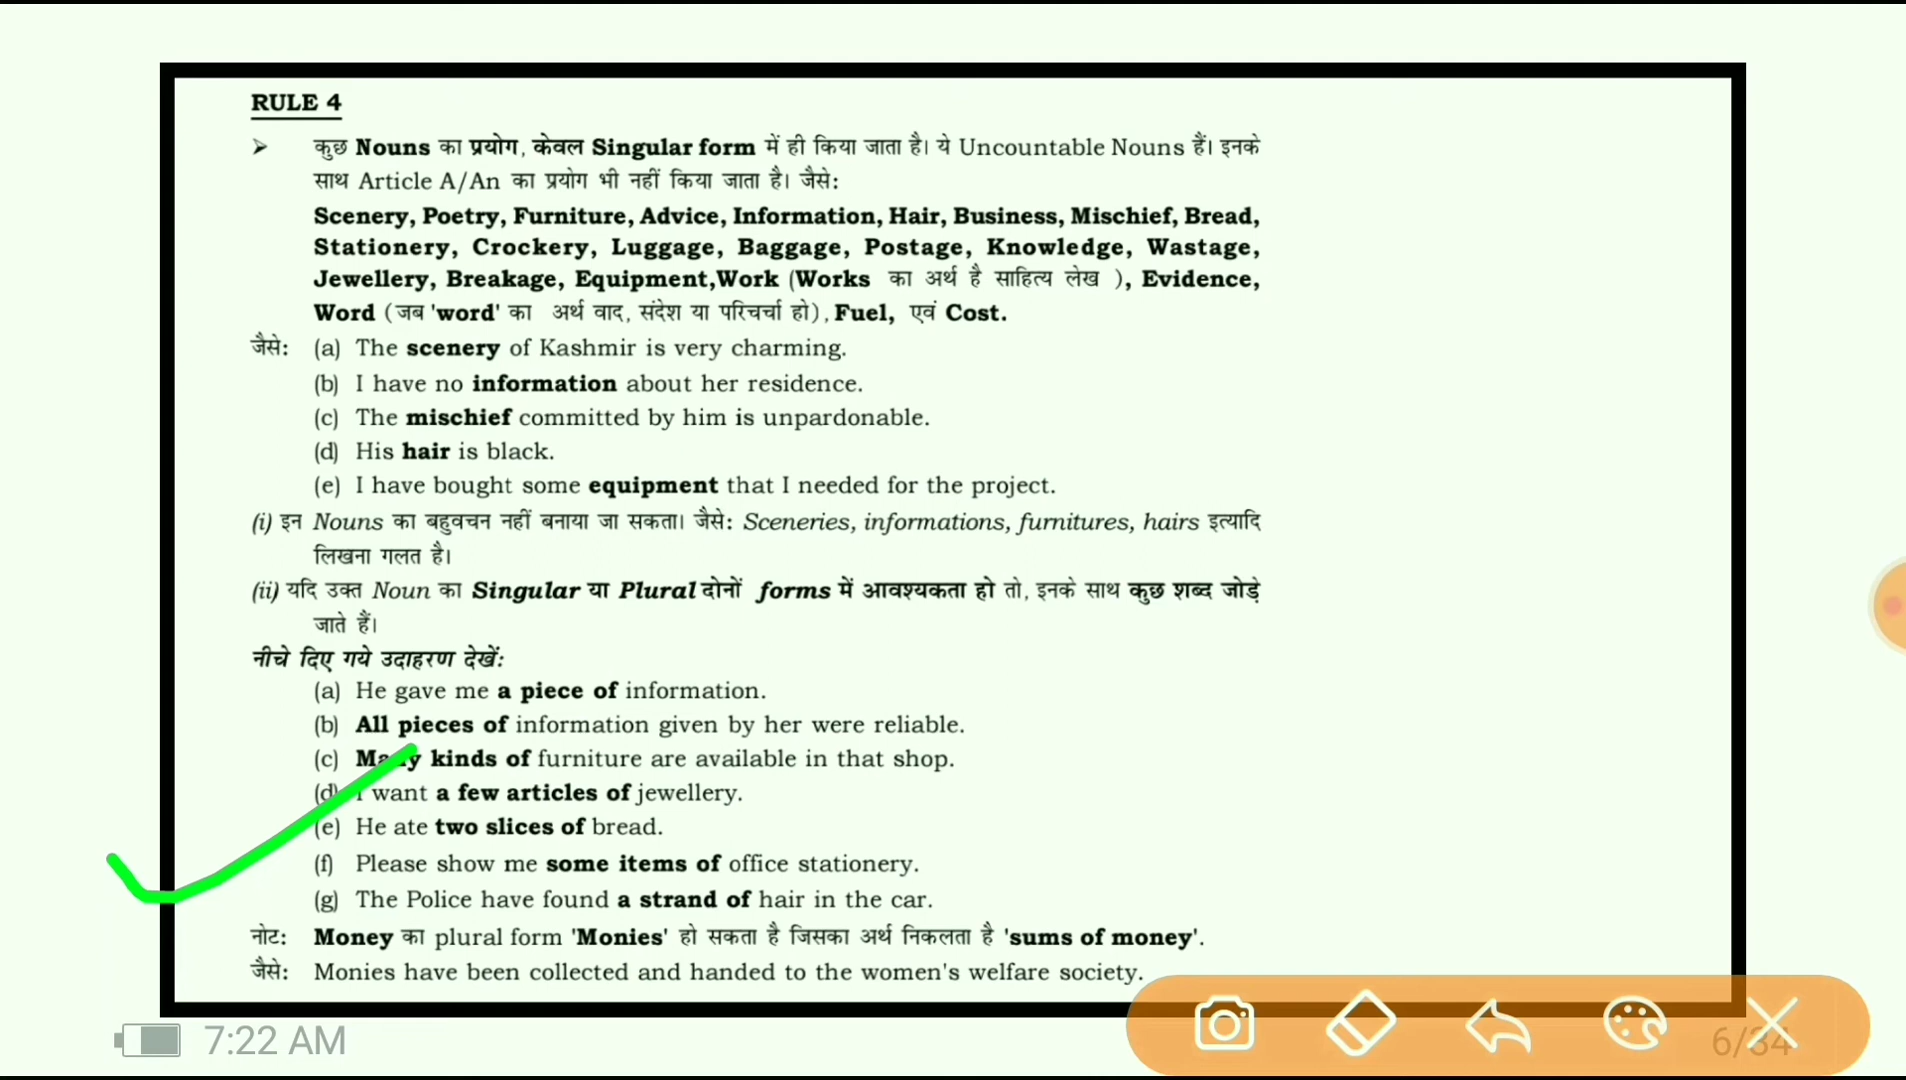 RULE 4
➤ कुछ Nouns का प्रयोग, केवल Singular form में ही किया जाता है। ये Uncountable Nouns हैं। इनके
साथ Article A/An का प्रयोग भी नहीं किया जाता है। जैसे:
Scenery, Poetry, Furniture, Advice, Information, Hair, Business, Mischief, Bread,
Stationery, Crockery, Luggage, Baggage, Postage, Knowledge, Wastage,
Jewellery, Breakage, Equipment,Work (Works का अर्थ है साहित्य लेख ), Evidence,
Word (जब 'word' का अर्थ वाद, संदेश या परिचर्चा हो), Fuel, एवं Cost.
जैसे: (a) The scenery of Kashmir is very charming.
(b) I have no information about her residence.
(c) The mischief committed by him is unpardonable.
(d) His hair is black.
(e) I have bought some equipment that I needed for the project.
(i) इन Nouns का बहुवचन नहीं बनाया जा सकता। जैसे: Sceneries, informations, furnitures, hairs इत्यादि
लिखना गलत है।
(ii) यदि उक्त Noun का Singular या Plural दोनों forms में आवश्यकता हो तो, इनके साथ कुछ शब्द जोड़े
जाते हैं।
नीचे दिए गये उदाहरण देखें:
(a) He gave me a piece of information.
(b) All pieces of information given by her were reliable.
(c) Many kinds of furniture are available in that shop.
(d) I want a few articles of jewellery.
(e) He ate two slices of bread.
(f) Please show me some items of office stationery.
(g) The Police have found a strand of hair in the car.
नोट: Money का plural form 'Monies' हो सकता है जिसका अर्थ निकलता है 'sums of money'.
जैसे: Monies have been collected and handed to the women's welfare society.
7:22 AM
6/34